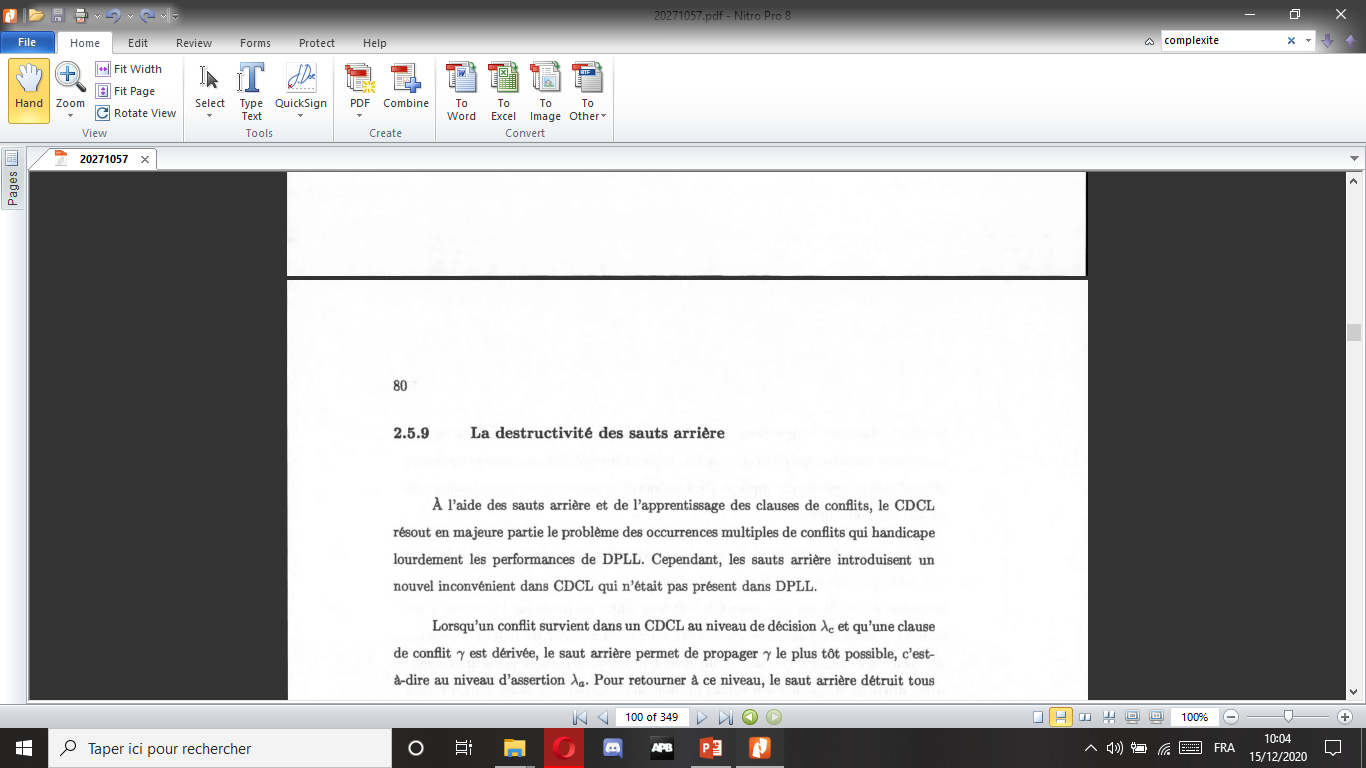 20271057.pdf - Nitro Pro 8
File Home Edit Review Forms Protect Help complexite
Hand Zoom Fit Width Fit Page Rotate View Select Type Text QuickSign PDF Combine To Word To Excel To Image To Other
View Tools Create Convert
20271057
Pages
80
2.5.9 La destructivité des sauts arrière
À l'aide des sauts arrière et de l'apprentissage des clauses de conflits, le CDCL
résout en majeure partie le problème des occurrences multiples de conflits qui handicape
lourdement les performances de DPLL. Cependant, les sauts arrière introduisent un
nouvel inconvénient dans CDCL qui n'était pas présent dans DPLL.
Lorsqu'un conflit survient dans un CDCL au niveau de décision λc et qu'une clause
de conflit γ est dérivée, le saut arrière permet de propager γ le plus tôt possible, c'est-
à-dire au niveau d'assertion λa. Pour retourner à ce niveau, le saut arrière détruit tous
100 of 349 100%
Taper ici pour rechercher APB FRA 10:04
15/12/2020